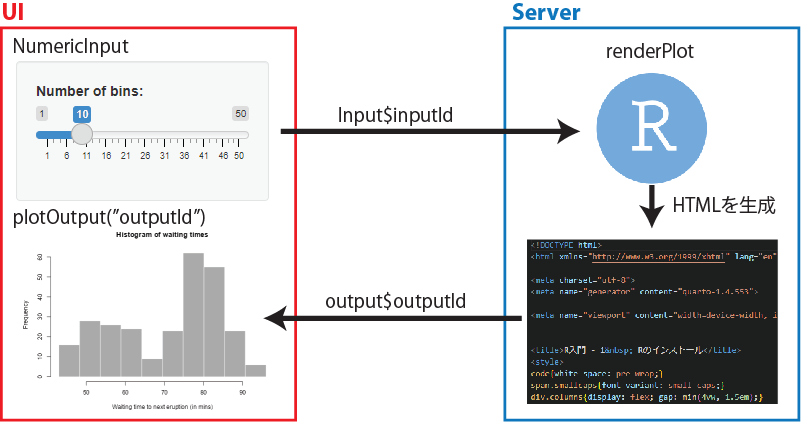 UI
NumericInput
Number of bins:
1 10 50
1 6 11 16 21 26 31 36 41 46 50
plotOutput("outputId")
Histogram of waiting times
Frequency
60
50
40
30
20
10
0
50 60 70 80 90
Waiting time to next eruption (in mins)
Input$inputId
output$outputId
Server
renderPlot
R
HTMLを生成
<!DOCTYPE html>
<html xmlns="http://www.w3.org/1999/xhtml" lang="en"
<meta charset="utf-8">
<meta name="generator" content="quarto-1.4.553">
<meta name="viewport" content="width=device-width, i
<title>R入門 - 1&nbsp; Rのインストール</title>
<style>
code{white-space: pre-wrap;}
span.smallcaps{font-variant: small-caps;}
div.columns{display: flex; gap: min(4vw, 1.5em);}